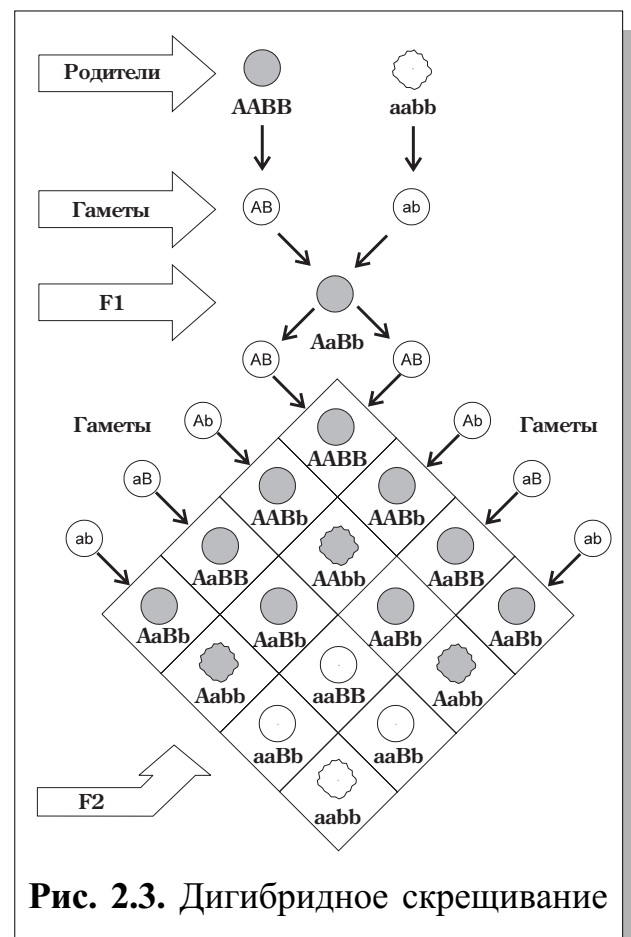 Родители
AABB aabb
Гаметы AB ab
F1
AaBb
AB AB
Гаметы Ab Ab Гаметы
AABB
aB aB
AABb AABb
ab ab
AaBB AAbb AaBB
AaBb AaBb AaBb AaBb
Aabb aaBB Aabb
aaBb aaBb
F2
aabb
Рис. 2.3. Дигибридное скрещивание